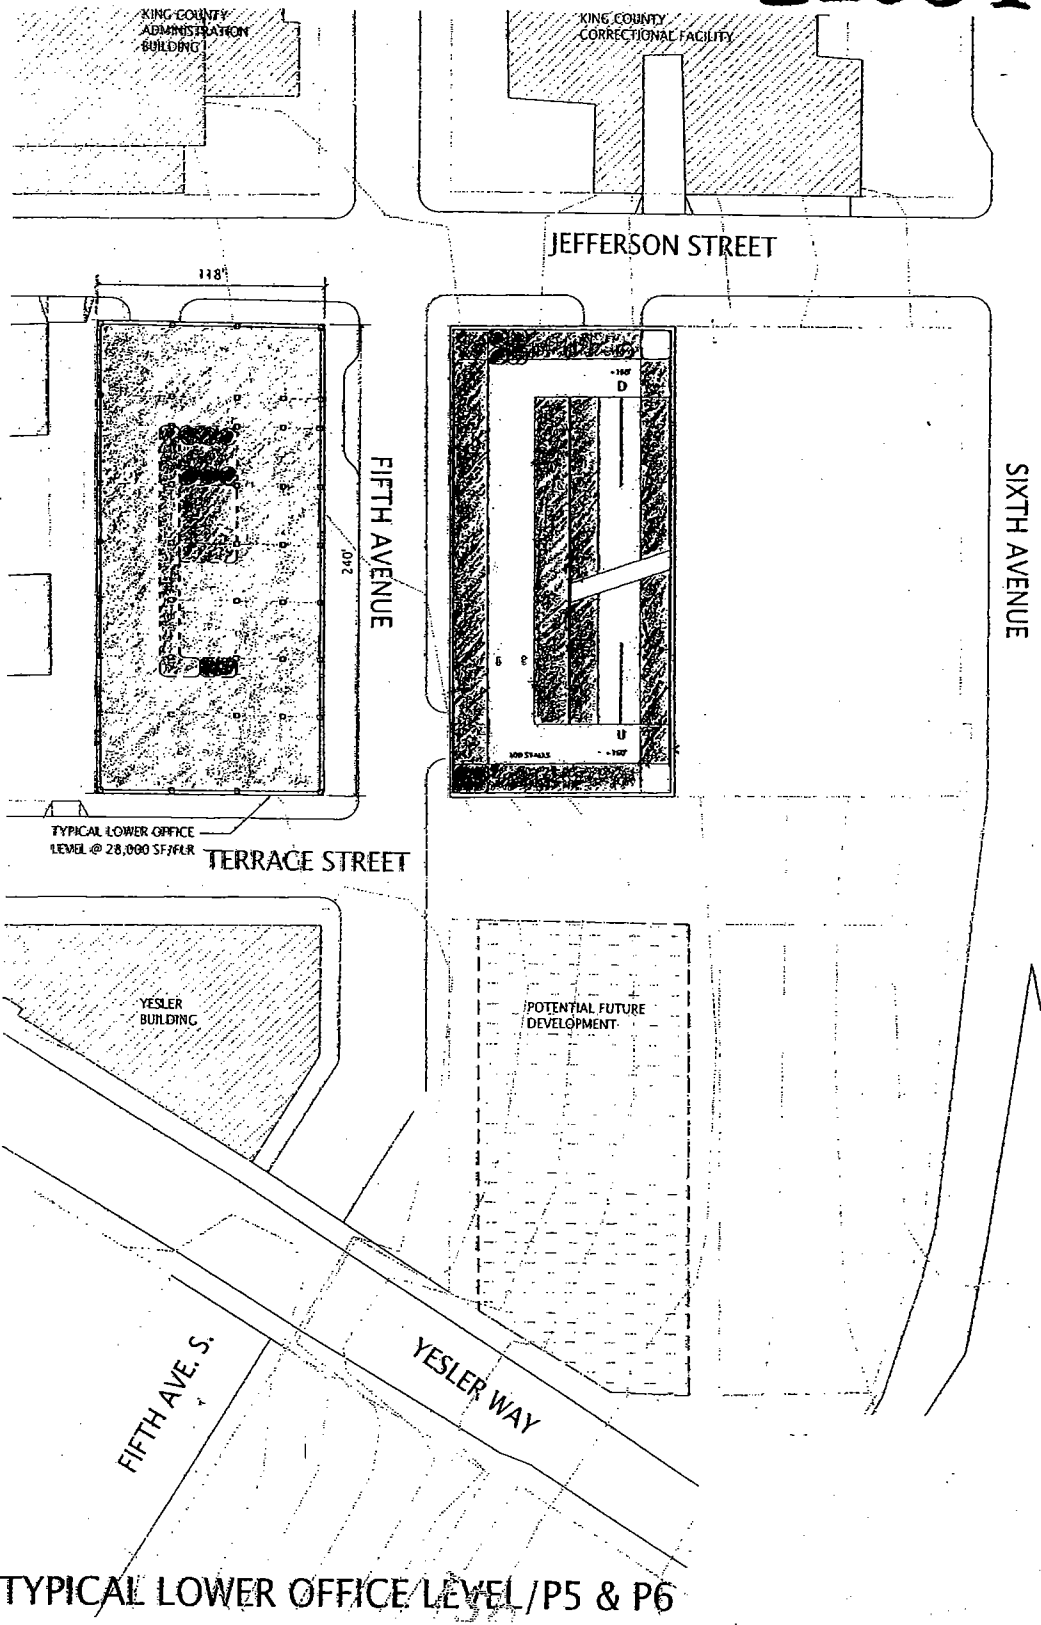 KING COUNTY
ADMINISTRATION
BUILDING
KING COUNTY
CORRECTIONAL FACILITY
JEFFERSON STREET
118'
D
FIFTH AVENUE
240'
SIXTH AVENUE
U
TYPICAL LOWER OFFICE
LEVEL @ 28,000 SF/FLR
TERRACE STREET
YESLER
BUILDING
POTENTIAL FUTURE
DEVELOPMENT
YESLER WAY
FIFTH AVE. S.
TYPICAL LOWER OFFICE LEVEL/P5 & P6